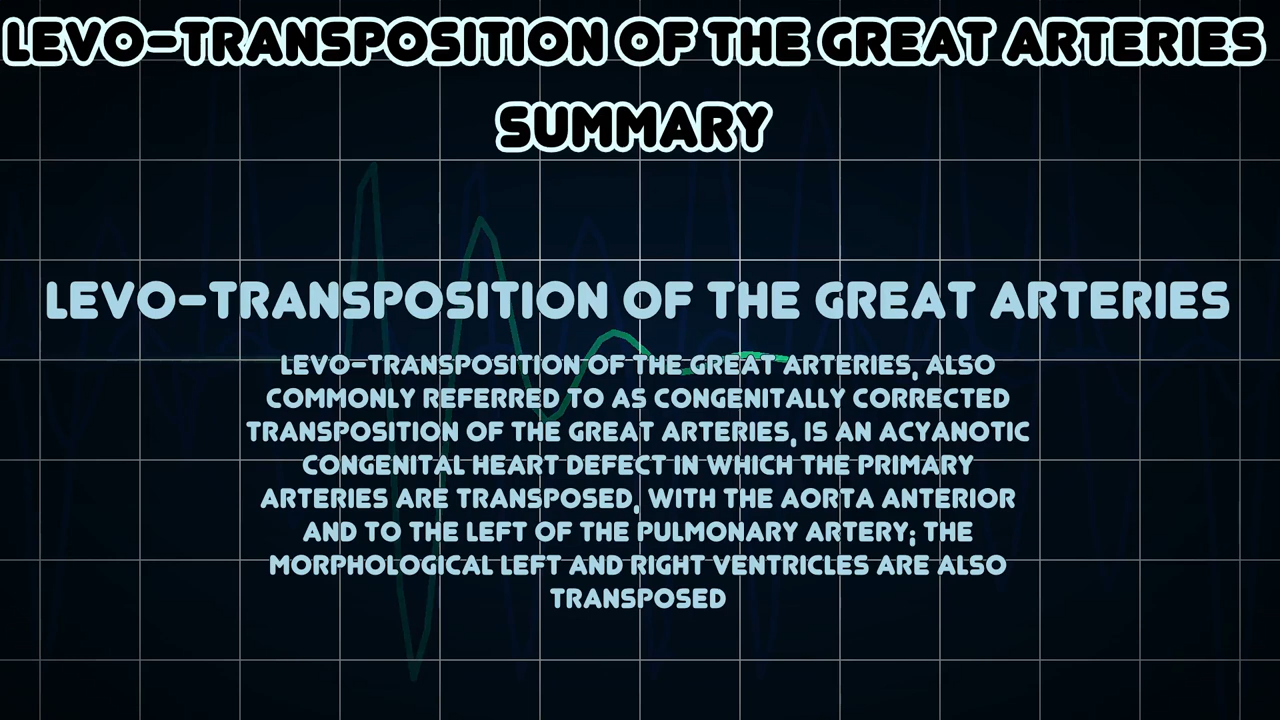 LEVO-TRANSPOSITION OF THE GREAT ARTERIES
SUMMARY
LEVO-TRANSPOSITION OF THE GREAT ARTERIES
LEVO-TRANSPOSITION OF THE GREAT ARTERIES, ALSO
COMMONLY REFERRED TO AS CONGENITALLY CORRECTED
TRANSPOSITION OF THE GREAT ARTERIES, IS AN ACYANOTIC
CONGENITAL HEART DEFECT IN WHICH THE PRIMARY
ARTERIES ARE TRANSPOSED, WITH THE AORTA ANTERIOR
AND TO THE LEFT OF THE PULMONARY ARTERY; THE
MORPHOLOGICAL LEFT AND RIGHT VENTRICLES ARE ALSO
TRANSPOSED